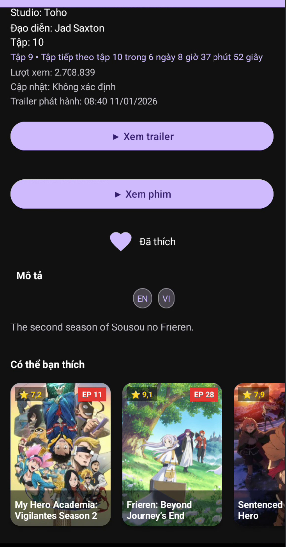 Studio: Toho
Đạo diễn: Jad Saxton
Tập: 10
Tập 9 • Tập tiếp theo tập 10 trong 6 ngày 8 giờ 37 phút 52 giây
Lượt xem: 2.708.839
Cập nhật: Không xác định
Trailer phát hành: 08:40 11/01/2026
► Xem trailer
► Xem phim
Đã thích
Mô tả
EN VI
The second season of Sousou no Frieren.
Có thể bạn thích
7,2 EP 11
9,1 EP 28
7,9
My Hero Academia:
Vigilantes Season 2
Frieren: Beyond
Journey's End
Sentenced
Hero